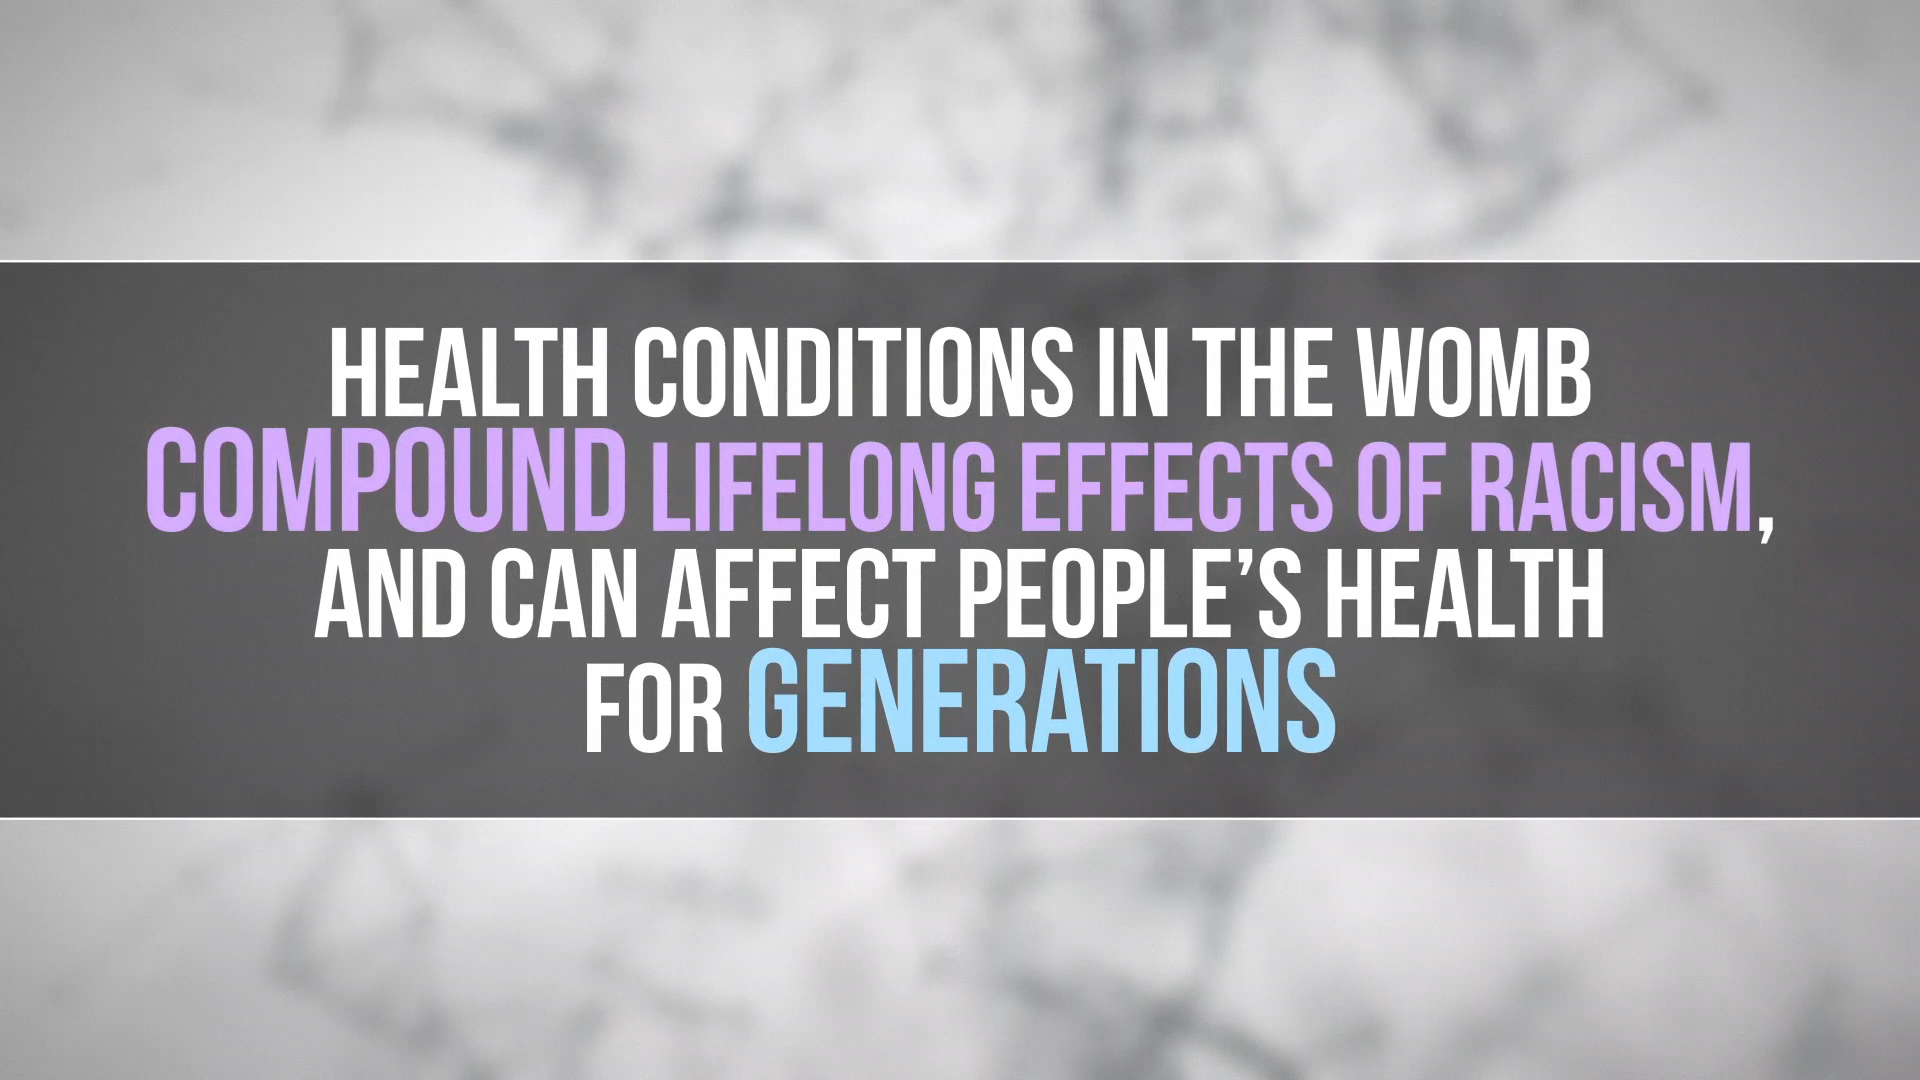 HEALTH CONDITIONS IN THE WOMB
COMPOUND LIFELONG EFFECTS OF RACISM,
AND CAN AFFECT PEOPLE’S HEALTH
FOR GENERATIONS